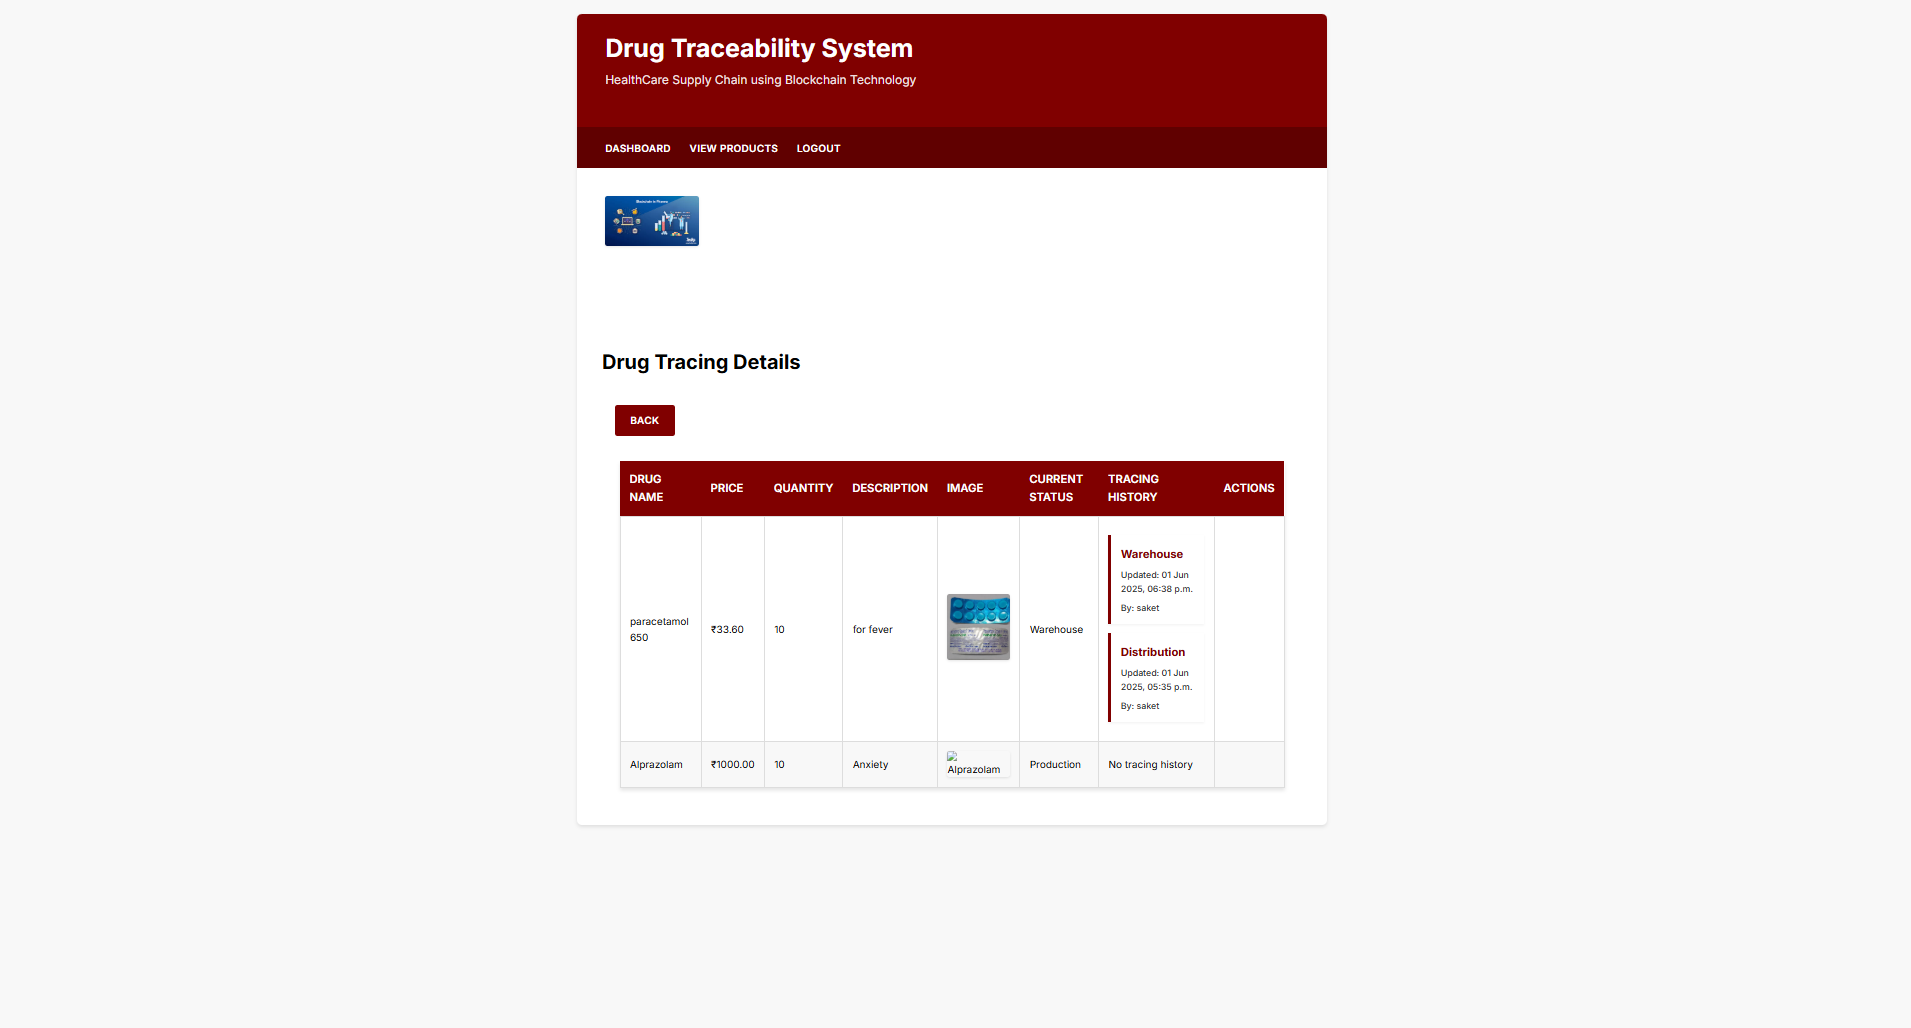 Drug Traceability System
HealthCare Supply Chain using Blockchain Technology
DASHBOARD VIEW PRODUCTS LOGOUT
Blockchain in Pharma
Drug Tracing Details
BACK
DRUG NAME PRICE QUANTITY DESCRIPTION IMAGE CURRENT STATUS TRACING HISTORY ACTIONS
paracetamol 650 ₹33.60 10 for fever Warehouse
Warehouse
Updated: 01 Jun
2025, 06:38 p.m.
By: saket
Distribution
Updated: 01 Jun
2025, 05:35 p.m.
By: saket
Alprazolam ₹1000.00 10 Anxiety Alprazolam Production No tracing history